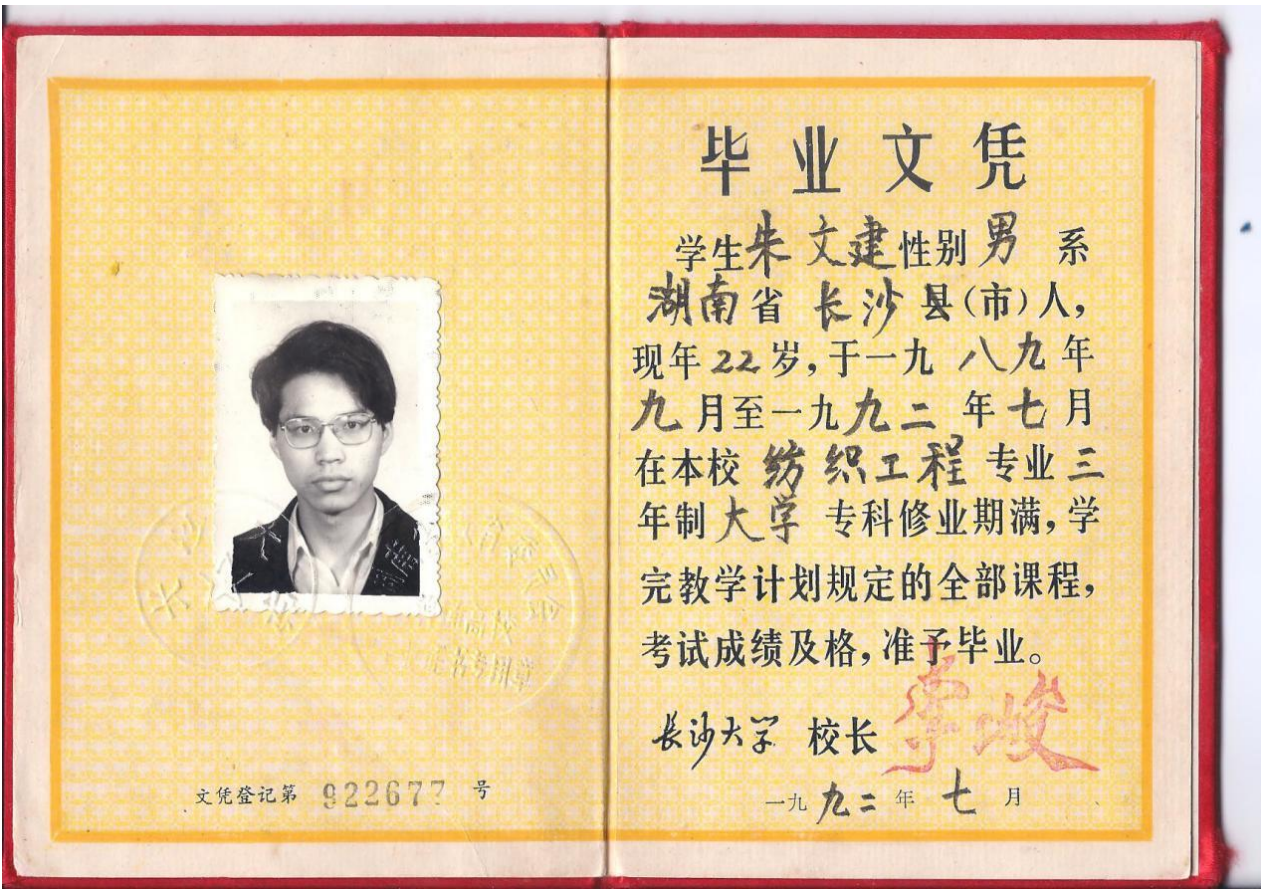 毕业文凭
学生朱文建性别男 系
湖南省长沙县(市)人,
现年22岁,于一九八九年
九月至一九九二年七月
在本校纺织工程专业三
年制大学专科修业期满,学
完教学计划规定的全部课程,
考试成绩及格,准予毕业。
长沙大学 校长
一九九二年七月
文凭登记第 922677 号